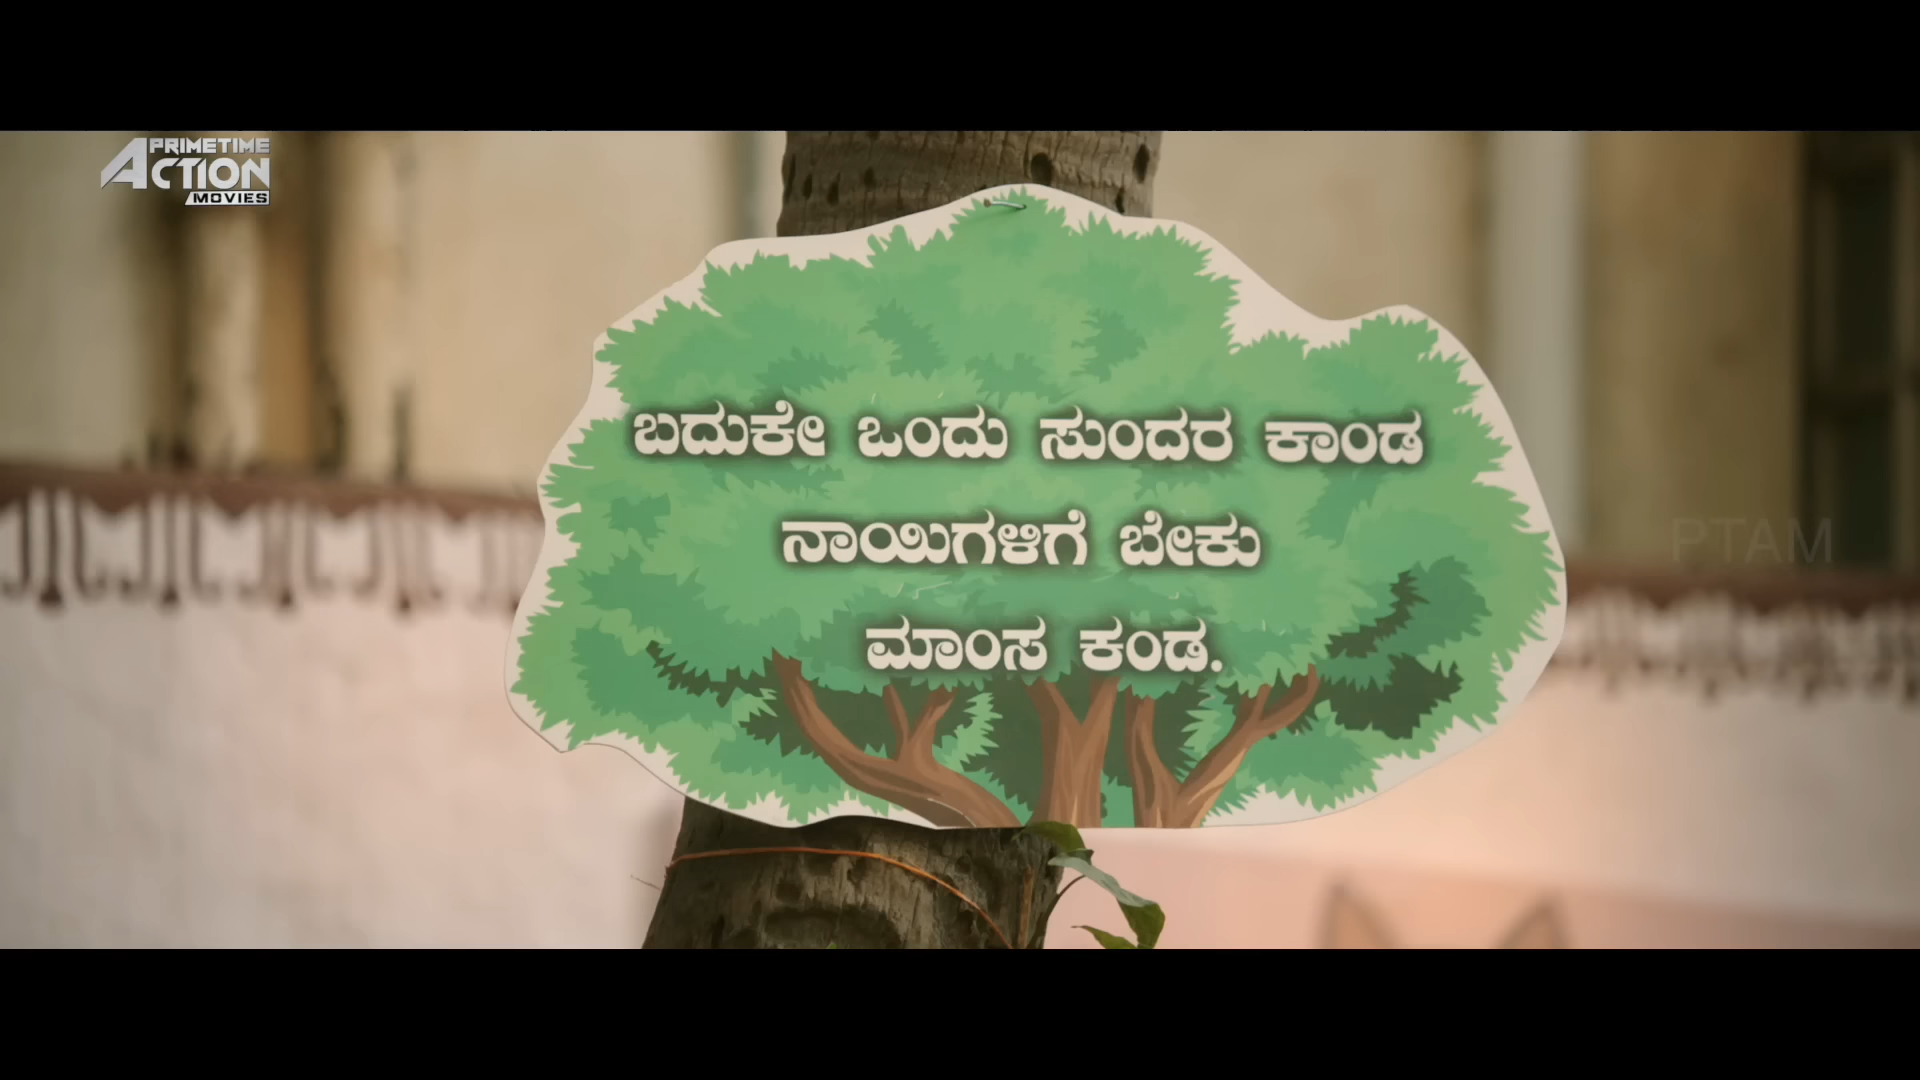 PRIMETIME
ACTION
MOVIES
ಬದುಕೇ ಒಂದು ಸುಂದರ ಕಾಂಡ
ನಾಯಿಗಳಿಗೆ ಬೇಕು
PTAM
ಮಾಂಸ ಕಂಡ.